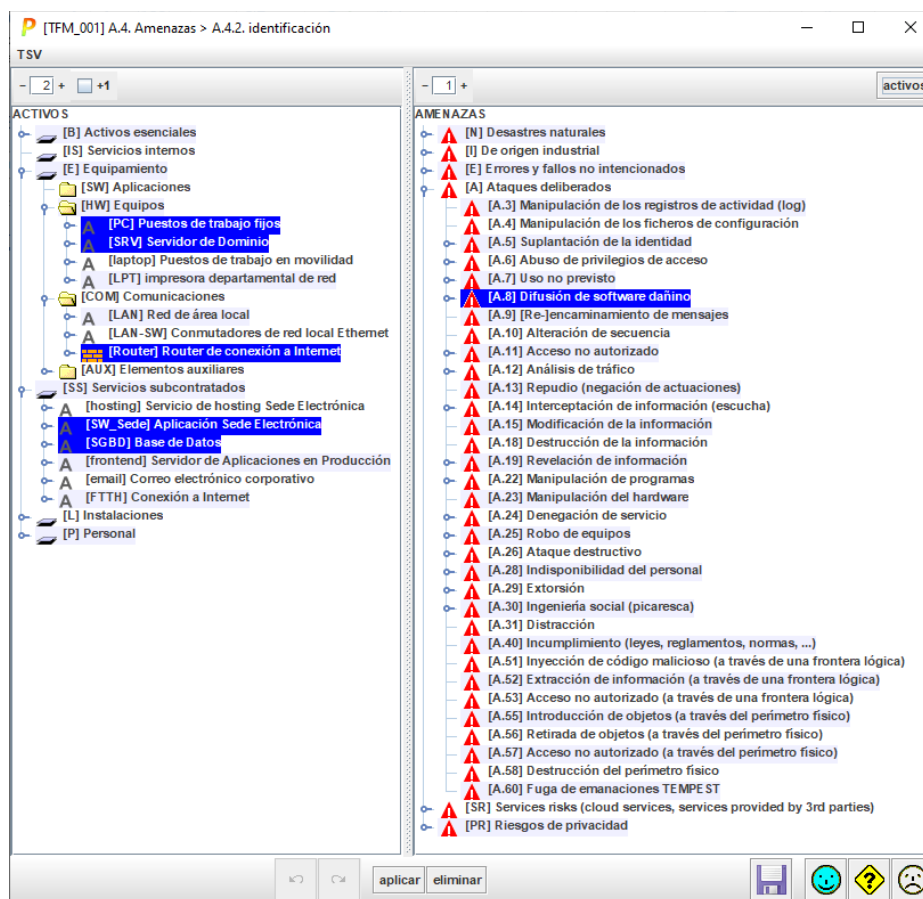 [TFM_001] A.4. Amenazas > A.4.2. identificación
TSV
- 2 + +1
ACTIVOS
[B] Activos esenciales
[IS] Servicios internos
[E] Equipamiento
[SW] Aplicaciones
[HW] Equipos
[PC] Puestos de trabajo fijos
[SRV] Servidor de Dominio
[laptop] Puestos de trabajo en movilidad
[LPT] impresora departamental de red
[COM] Comunicaciones
[LAN] Red de área local
[LAN-SW] Conmutadores de red local Ethernet
[Router] Router de conexión a Internet
[AUX] Elementos auxiliares
[SS] Servicios subcontratados
[hosting] Servicio de hosting Sede Electrónica
[SW_Sede] Aplicación Sede Electrónica
[SGBD] Base de Datos
[frontend] Servidor de Aplicaciones en Producción
[email] Correo electrónico corporativo
[FTTH] Conexión a Internet
[L] Instalaciones
[P] Personal
- 1 +
activos
AMENAZAS
[N] Desastres naturales
[I] De origen industrial
[E] Errores y fallos no intencionados
[A] Ataques deliberados
[A.3] Manipulación de los registros de actividad (log)
[A.4] Manipulación de los ficheros de configuración
[A.5] Suplantación de la identidad
[A.6] Abuso de privilegios de acceso
[A.7] Uso no previsto
[A.8] Difusión de software dañino
[A.9] [Re-]encaminamiento de mensajes
[A.10] Alteración de secuencia
[A.11] Acceso no autorizado
[A.12] Análisis de tráfico
[A.13] Repudio (negación de actuaciones)
[A.14] Interceptación de información (escucha)
[A.15] Modificación de la información
[A.18] Destrucción de la información
[A.19] Revelación de información
[A.22] Manipulación de programas
[A.23] Manipulación del hardware
[A.24] Denegación de servicio
[A.25] Robo de equipos
[A.26] Ataque destructivo
[A.28] Indisponibilidad del personal
[A.29] Extorsión
[A.30] Ingeniería social (picaresca)
[A.31] Distracción
[A.40] Incumplimiento (leyes, reglamentos, normas, ...)
[A.51] Inyección de código malicioso (a través de una frontera lógica)
[A.52] Extracción de información (a través de una frontera lógica)
[A.53] Acceso no autorizado (a través de una frontera lógica)
[A.55] Introducción de objetos (a través del perímetro físico)
[A.56] Retirada de objetos (a través del perímetro físico)
[A.57] Acceso no autorizado (a través del perímetro físico)
[A.58] Destrucción del perímetro físico
[A.60] Fuga de emanaciones TEMPEST
[SR] Services risks (cloud services, services provided by 3rd parties)
[PR] Riesgos de privacidad
aplicar eliminar